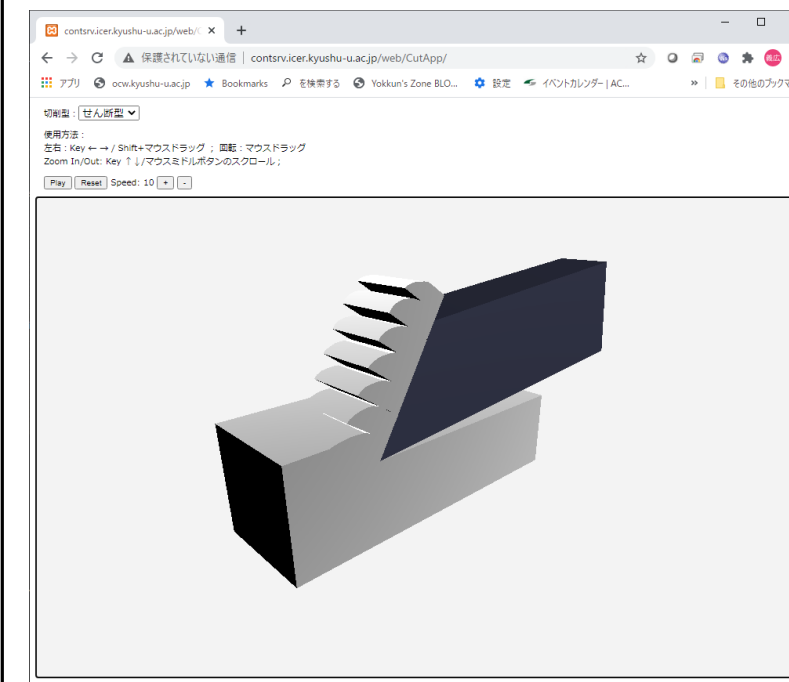 contsrv.icer.kyushu-u.ac.jp/web/
保護されていない通信 | contsrv.icer.kyushu-u.ac.jp/web/CutApp/
アプリ ocw.kyushu-u.ac.jp Bookmarks を検索する Yokkun's Zone BLO... 設定 イベントカレンダー | AC... » その他のブックマ
切削型 : せん断型
使用方法 :
左右 : Key ← → / Shift+マウスドラッグ ; 回転 : マウスドラッグ
Zoom In/Out: Key ↑ ↓/マウスミドルボタンのスクロール ;
Play Reset Speed: 10 + -